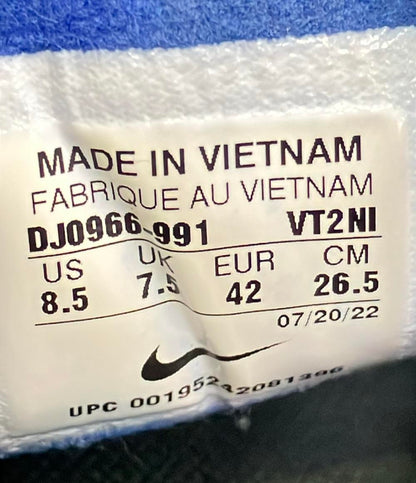 MADE IN VIETNAM
FABRIQUE AU VIETNAM
DJ0966-991 VT2NI
US UK EUR CM
8.5 7.5 42 26.5
07/20/22
UPC